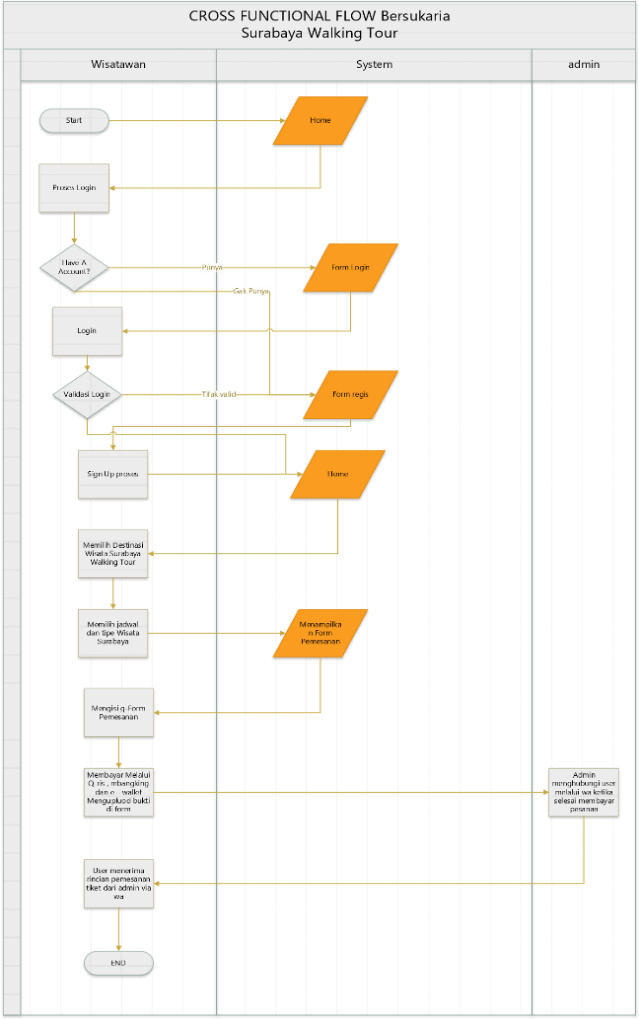 CROSS FUNCTIONAL FLOW Bersukaria
Surabaya Walking Tour
Wisatawan
System
admin
Start
Home
Proses Login
Have A
Account?
Punya
Form Login
Gak Punya
Login
Validasi Login
Tifak valid
Form regis
Sign Up proses
Home
Memilih Destinasi
Wisata Surabaya
Walking Tour
Memilih jadwal
dan tipe Wisata
Surabaya
Menampilka
n Form
Pemesanan
Mengisi q-Form
Pemesanan
Membayar Melalui
Q ris , mbangking
dan e _ wallet
Mengupluod bukti
di form
Admin
menghubungi user
melalui wa ketika
selesai membayar
pesanan
User menerima
rincian pemesanan
tiket dari admin via
wa
END